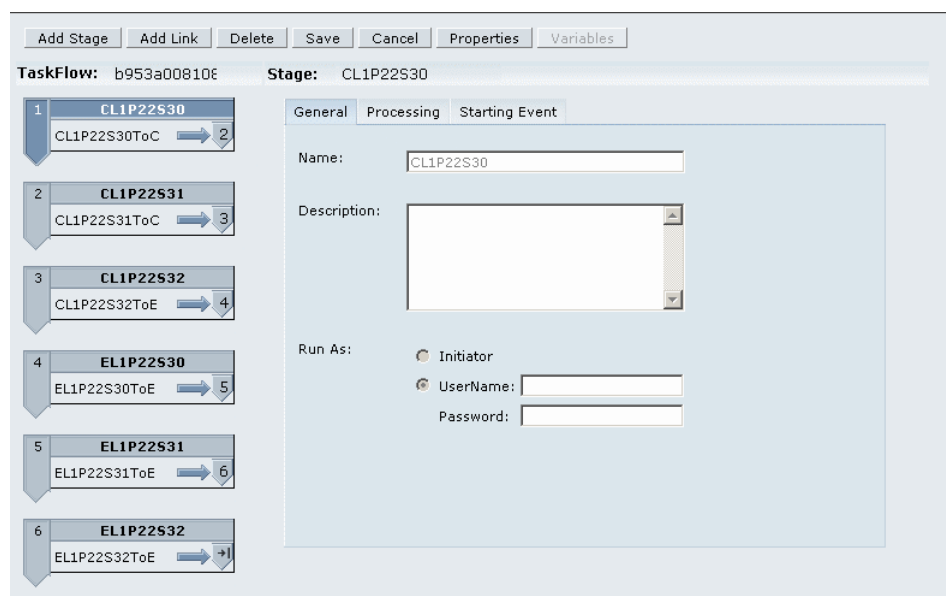 Add Stage Add Link Delete Save Cancel Properties Variables
TaskFlow: b953a008108 Stage: CL1P22S30
General Processing Starting Event
1 CL1P22S30
CL1P22S30ToC 2
Name: CL1P22S30
2 CL1P22S31
CL1P22S31ToC 3
Description:
3 CL1P22S32
CL1P22S32ToE 4
Run As: Initiator
4 EL1P22S30
EL1P22S30ToE 5
UserName:
Password:
5 EL1P22S31
EL1P22S31ToE 6
6 EL1P22S32
EL1P22S32ToE